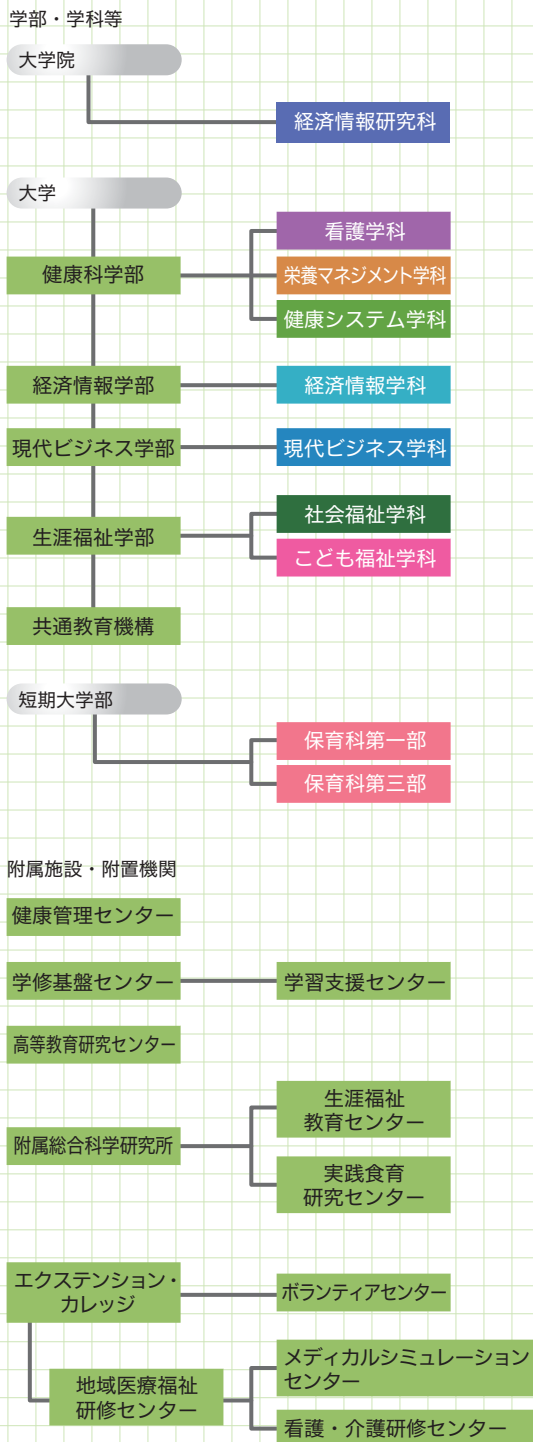 学部・学科等
大学院
経済情報研究科
大学
健康科学部
看護学科
栄養マネジメント学科
健康システム学科
経済情報学部
経済情報学科
現代ビジネス学部
現代ビジネス学科
生涯福祉学部
社会福祉学科
こども福祉学科
共通教育機構
短期大学部
保育科第一部
保育科第三部
附属施設・附置機関
健康管理センター
学修基盤センター
学習支援センター
高等教育研究センター
附属総合科学研究所
生涯福祉
教育センター
実践食育
研究センター
エクステンション・
カレッジ
ボランティアセンター
地域医療福祉
研修センター
メディカルシミュレーション
センター
看護・介護研修センター